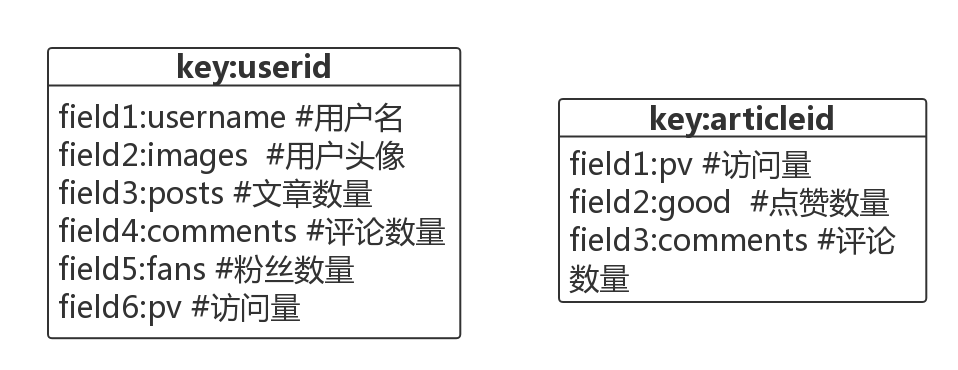 key:userid
field1:username #用户名
field2:images  #用户头像
field3:posts #文章数量
field4:comments #评论数量
field5:fans #粉丝数量
field6:pv #访问量
key:articleid
field1:pv #访问量
field2:good  #点赞数量
field3:comments #评论
数量